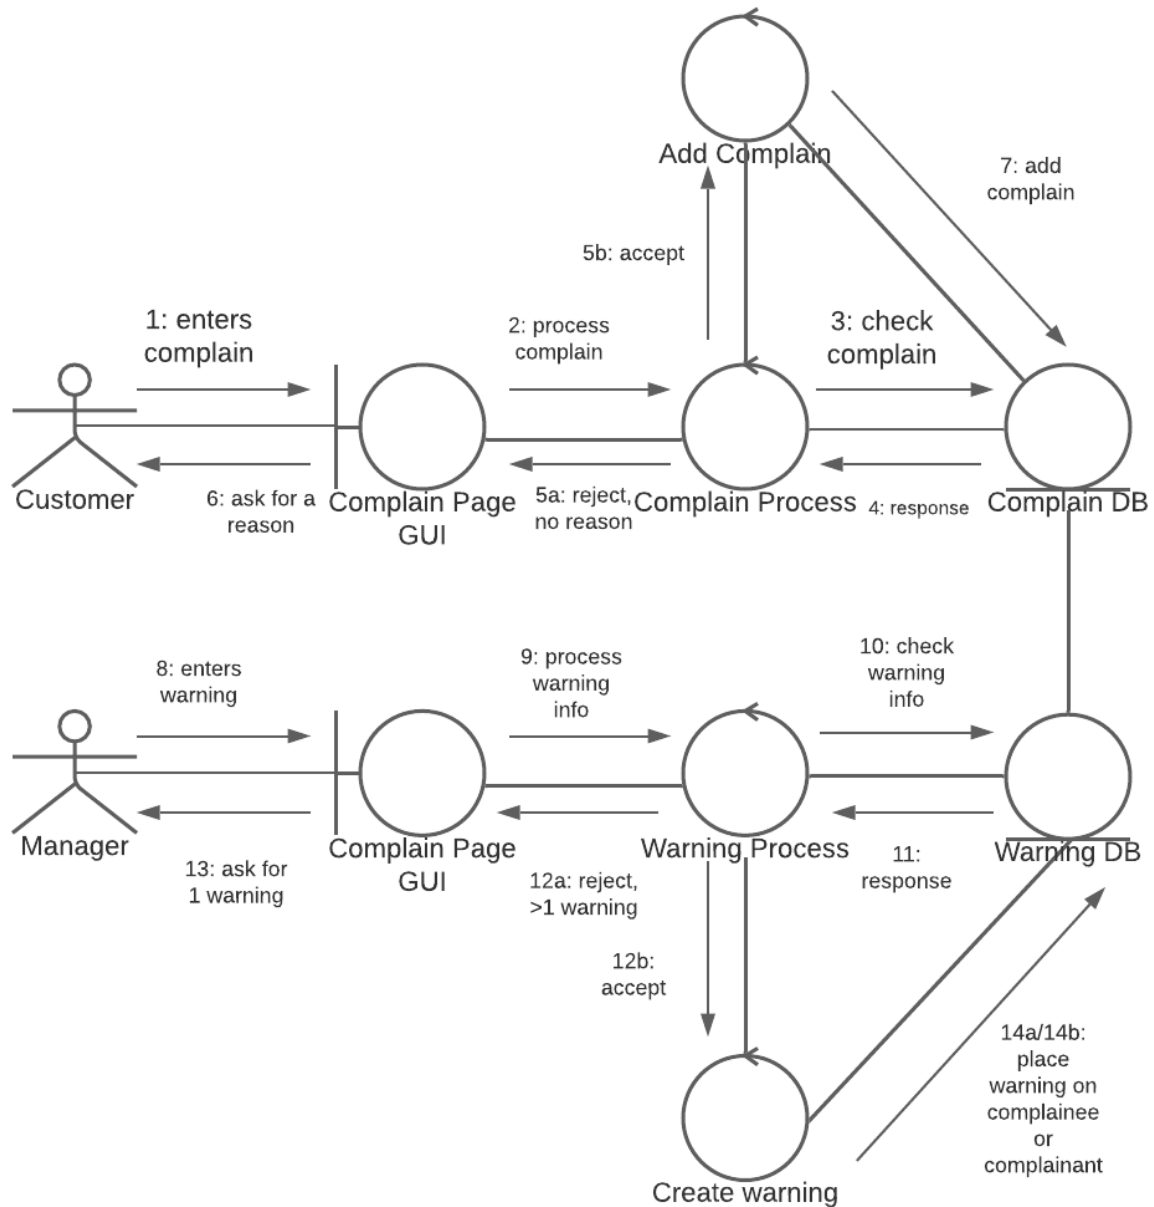 Add Complain
7: add
complain
5b: accept
1: enters
complain
2: process
complain
3: check
complain
Customer
6: ask for a
reason
Complain Page
GUI
5a: reject,
no reason
Complain Process
4: response
Complain DB
8: enters
warning
9: process
warning
info
10: check
warning
info
Manager
13: ask for
1 warning
Complain Page
GUI
12a: reject,
>1 warning
Warning Process
11:
response
Warning DB
12b:
accept
14a/14b:
place
warning on
complainee
or
complainant
Create warning